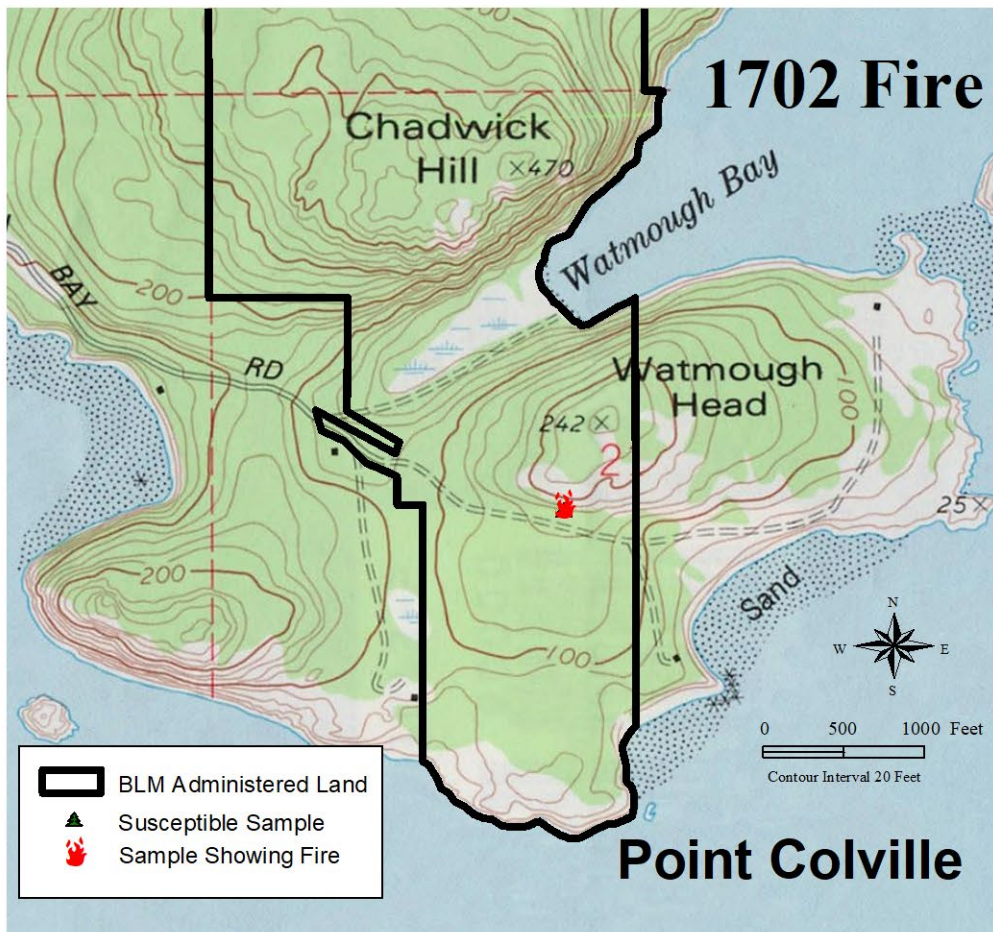 1702 Fire
Chadwick
Hill ×470
Watmough Bay
BAY
200
RD
Watmough
Head
100
242 ×
2
25 ×
Sand
200
100
N
W E
S
0 500 1000 Feet
Contour Interval 20 Feet
BLM Administered Land
Susceptible Sample
Sample Showing Fire
Point Colville